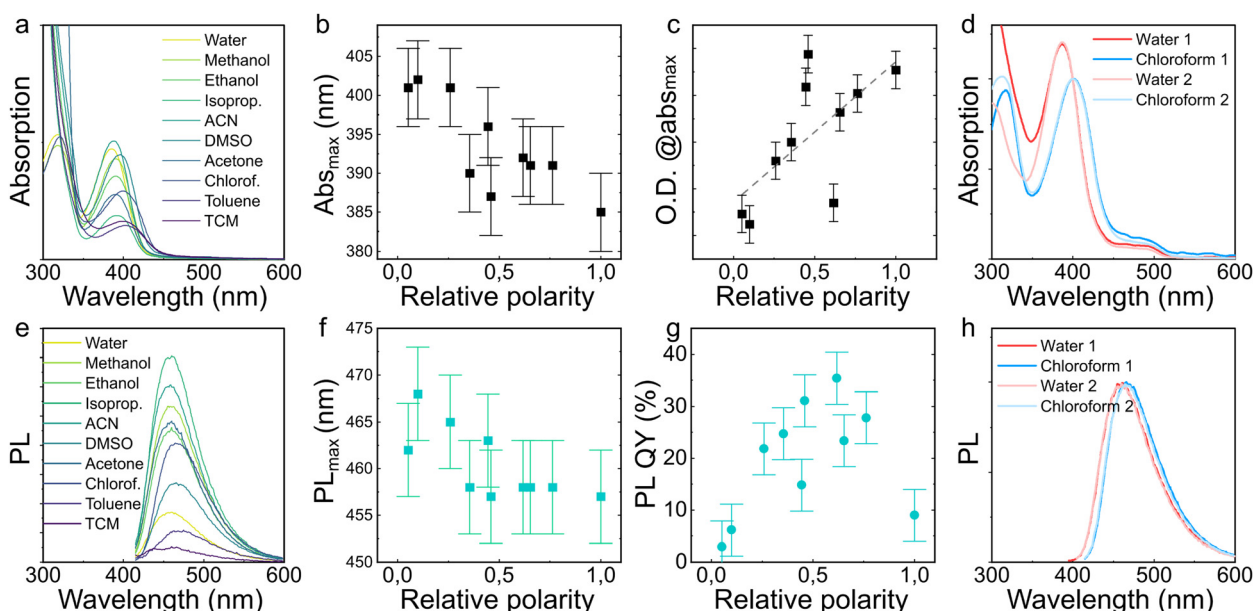 a
Absorption
Water
Methanol
Ethanol
Isoprop.
ACN
DMSO
Acetone
Chlorof.
Toluene
TCM
300 400 500 600
Wavelength (nm)
b
Absmax (nm)
405
400
395
390
385
380
0,0 0,5 1,0
Relative polarity
c
O.D. @absmax
0,0 0,5 1,0
Relative polarity
d
Absorption
Water 1
Chloroform 1
Water 2
Chloroform 2
300 400 500 600
Wavelength (nm)
e
PL
Water
Methanol
Ethanol
Isoprop.
ACN
DMSO
Acetone
Chlorof.
Toluene
TCM
300 400 500 600
Wavelength (nm)
f
PLmax (nm)
475
470
465
460
455
450
0,0 0,5 1,0
Relative polarity
g
PL QY (%)
40
30
20
10
0
0,0 0,5 1,0
Relative polarity
h
PL
Water 1
Chloroform 1
Water 2
Chloroform 2
300 400 500 600
Wavelength (nm)